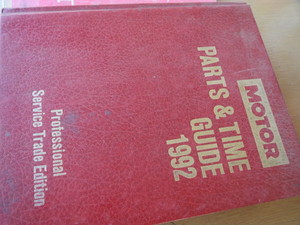 MOTOR
PARTS & TIME
GUIDE
1992
Professional
Service Trade Edition